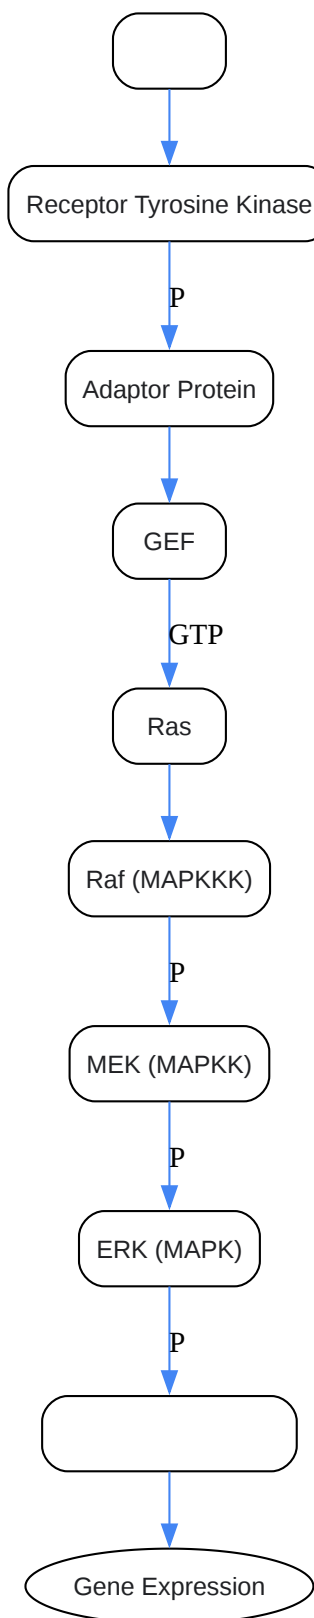 Receptor Tyrosine Kinase
P
Adaptor Protein
GEF
GTP
Ras
Raf (MAPKKK)
P
MEK (MAPKK)
P
ERK (MAPK)
P
Gene Expression